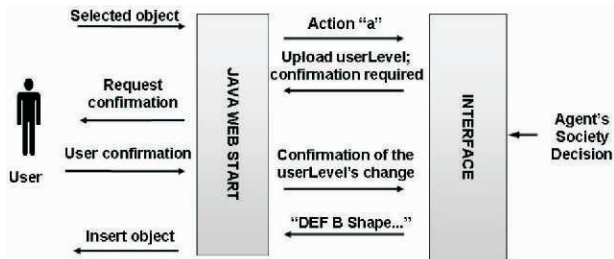 Selected object
Action "a"
Upload userLevel;
confirmation required
Request
confirmation
JAVA WEB START
INTERFACE
Agent's
Society
Decision
User
User confirmation
Confirmation of the
userLevel's change
"DEF B Shape..."
Insert object